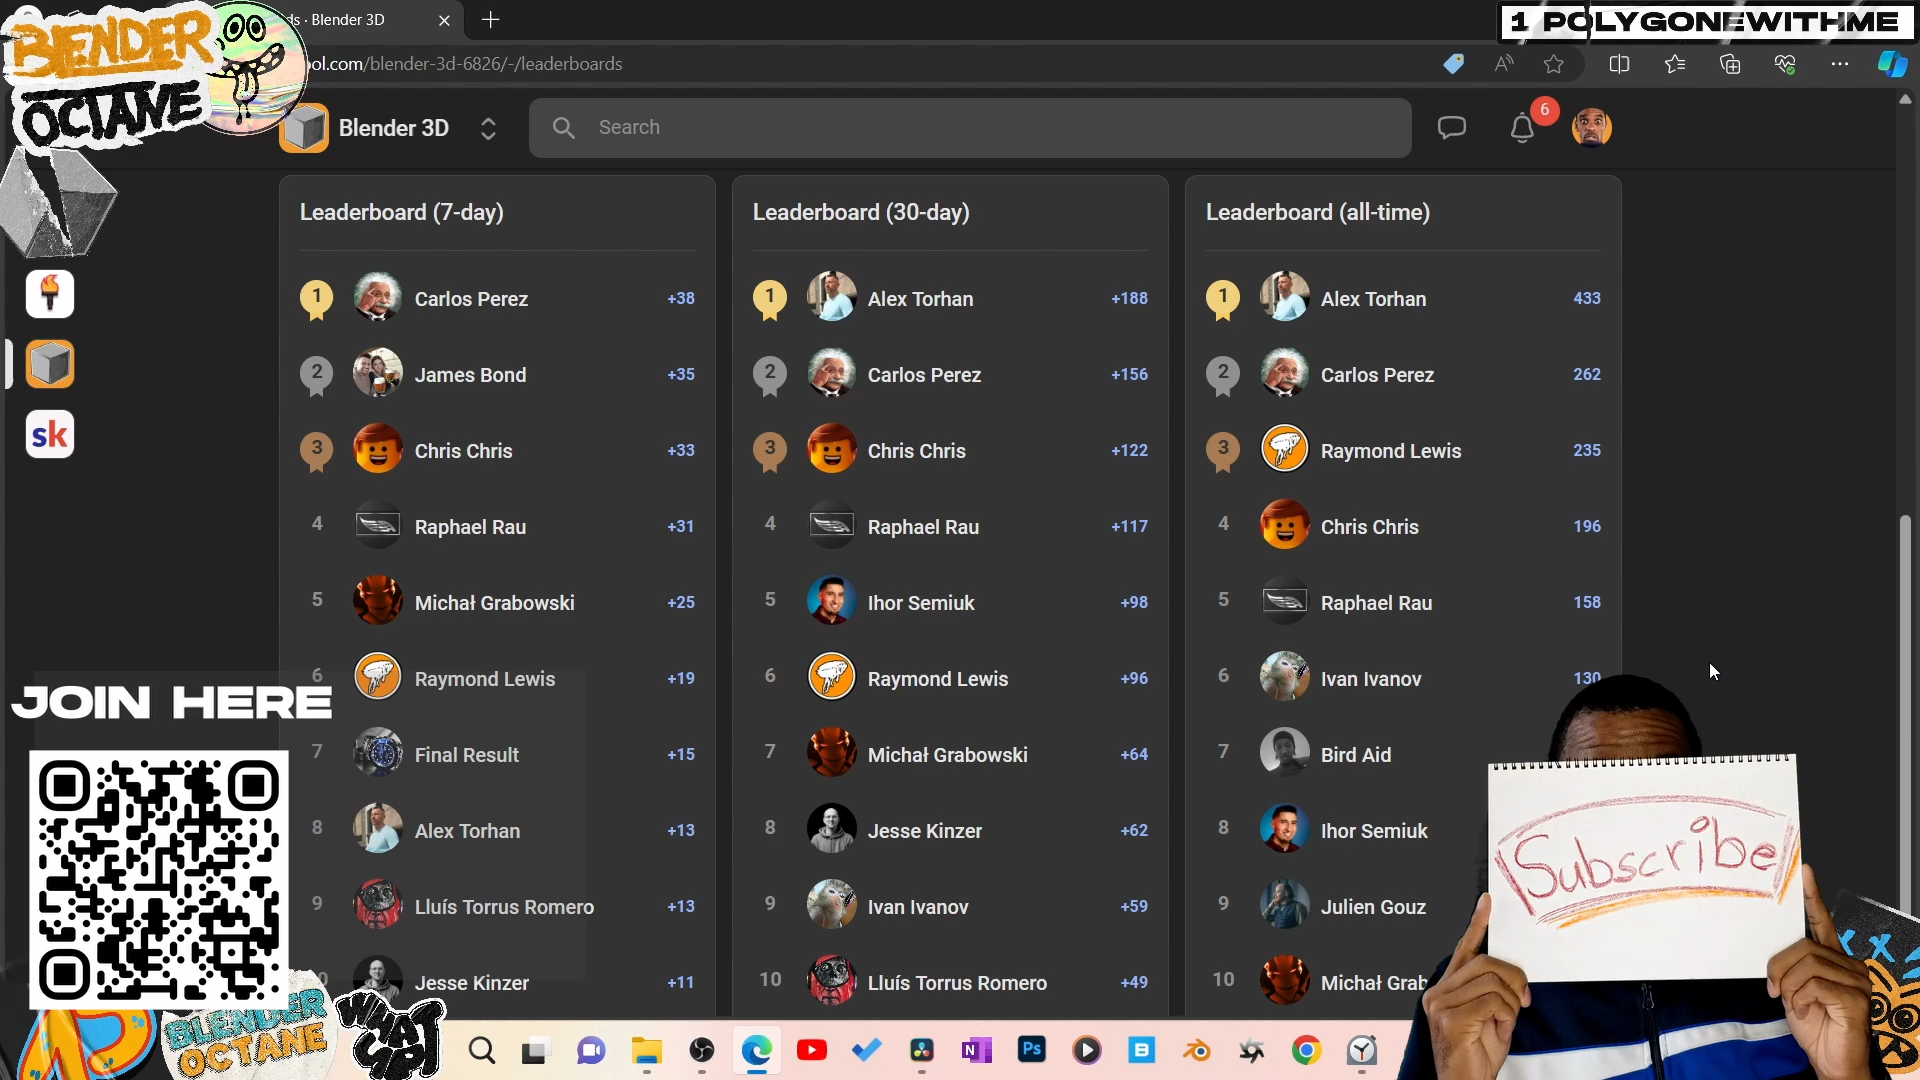 ds · Blender 3D
1 POLYGONEWITHME
BLENDER
OCTANE
ool.com/blender-3d-6826/-/leaderboards
Blender 3D
Search
6
Leaderboard (7-day)
1 Carlos Perez +38
2 James Bond +35
3 Chris Chris +33
4 Raphael Rau +31
5 Michał Grabowski +25
6 Raymond Lewis +19
7 Final Result +15
8 Alex Torhan +13
9 Lluís Torrus Romero +13
0 Jesse Kinzer +11
Leaderboard (30-day)
1 Alex Torhan +188
2 Carlos Perez +156
3 Chris Chris +122
4 Raphael Rau +117
5 Ihor Semiuk +98
6 Raymond Lewis +96
7 Michał Grabowski +64
8 Jesse Kinzer +62
9 Ivan Ivanov +59
10 Lluís Torrus Romero +49
Leaderboard (all-time)
1 Alex Torhan 433
2 Carlos Perez 262
3 Raymond Lewis 235
4 Chris Chris 196
5 Raphael Rau 158
6 Ivan Ivanov 130
7 Bird Aid
8 Ihor Semiuk
9 Julien Gouz
10 Michał Grab
sk
JOIN HERE
Subscribe
BLENDER
OCTANE
WHAT
UP!
N
Ps
B